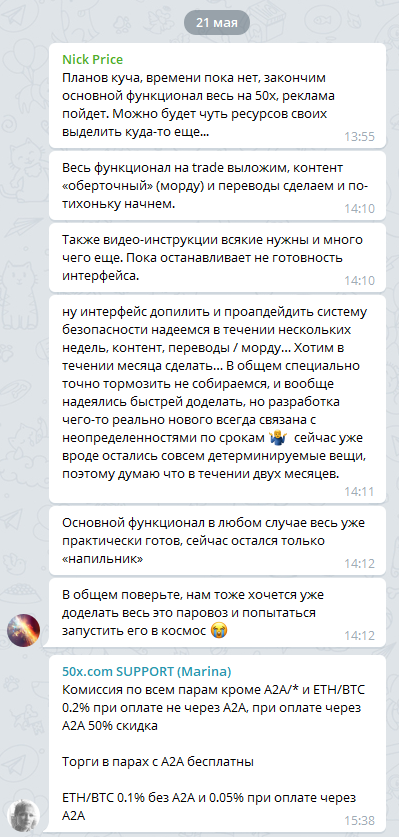 21 мая
Nick Price
Планов куча, времени пока нет, закончим
основной функционал весь на 50x, реклама
пойдет. Можно будет чуть ресурсов своих
выделить куда-то еще...
13:55
Весь функционал на trade выложим, контент
«оберточный» (морду) и переводы сделаем и по-
тихоньку начнем.
14:10
Также видео-инструкции всякие нужны и много
чего еще. Пока останавливает не готовность
интерфейса.
14:10
ну интерфейс допилить и проапдейдить систему
безопасности надеемся в течении нескольких
недель, контент, переводы / морду... Хотим в
течении месяца сделать... В общем специально
точно тормозить не собираемся, и вообще
надеялись быстрей доделать, но разработка
чего-то реально нового всегда связана с
неопределенностями по срокам 🤷‍♂️ сейчас уже
вроде остались совсем детерминируемые вещи,
поэтому думаю что в течении двух месяцев.
14:11
Основной функционал в любом случае весь уже
практически готов, сейчас остался только
«напильник»
14:12
В общем поверьте, нам тоже хочется уже
доделать весь это паровоз и попытаться
запустить его в космос 😭
14:12
50x.com SUPPORT (Marina)
Комиссия по всем парам кроме A2A/* и ETH/BTC
0.2% при оплате не через A2A, при оплате через
A2A 50% скидка
Торги в парах с A2A бесплатны
ETH/BTC 0.1% без A2A и 0.05% при оплате через
A2A
15:38